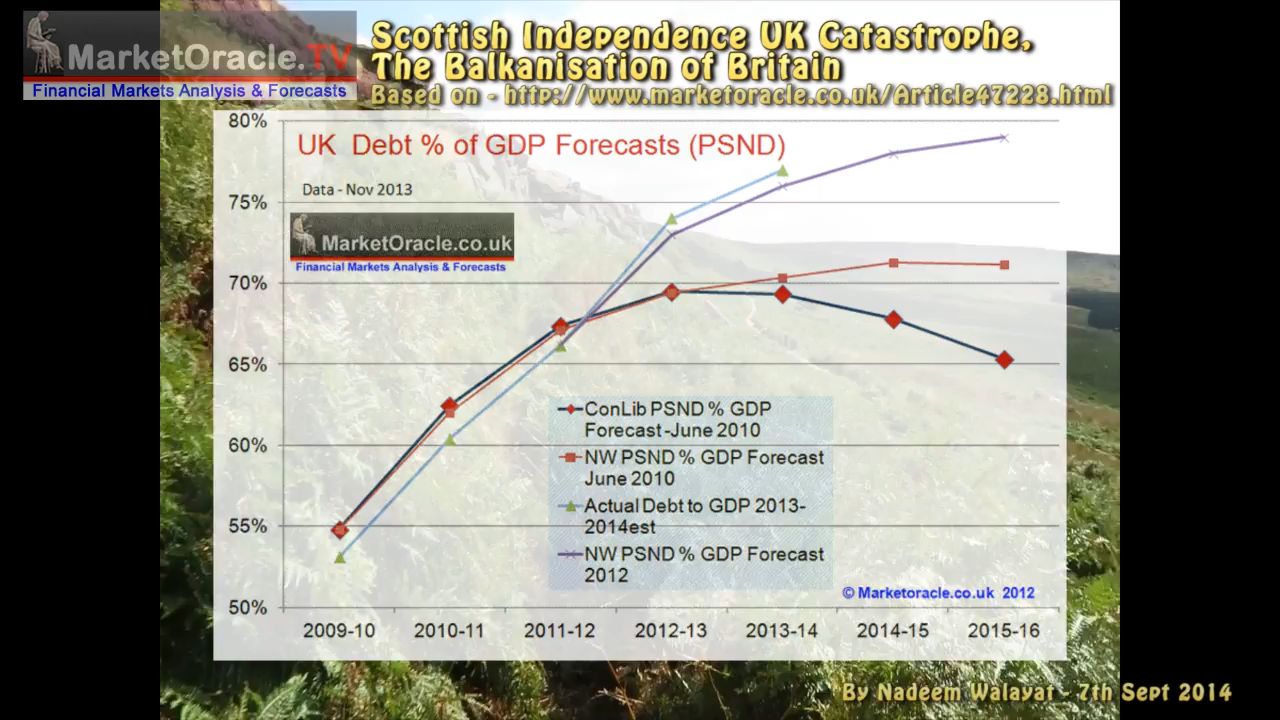 MarketOracle.TV
Financial Markets Analysis & Forecasts
Scottish Independence UK Catastrophe,
The Balkanisation of Britain
Based on - http://www.marketoracle.co.uk/Article47228.html
UK Debt % of GDP Forecasts (PSND)
Data - Nov 2013
MarketOracle.co.uk
Financial Markets Analysis & Forecasts
80%
75%
70%
65%
60%
55%
50%
ConLib PSND % GDP
Forecast -June 2010
NW PSND % GDP Forecast
June 2010
Actual Debt to GDP 2013-
2014est
NW PSND % GDP Forecast
2012
© Marketoracle.co.uk 2012
2009-10 2010-11 2011-12 2012-13 2013-14 2014-15 2015-16
By Nadeem Walayat - 7th Sept 2014